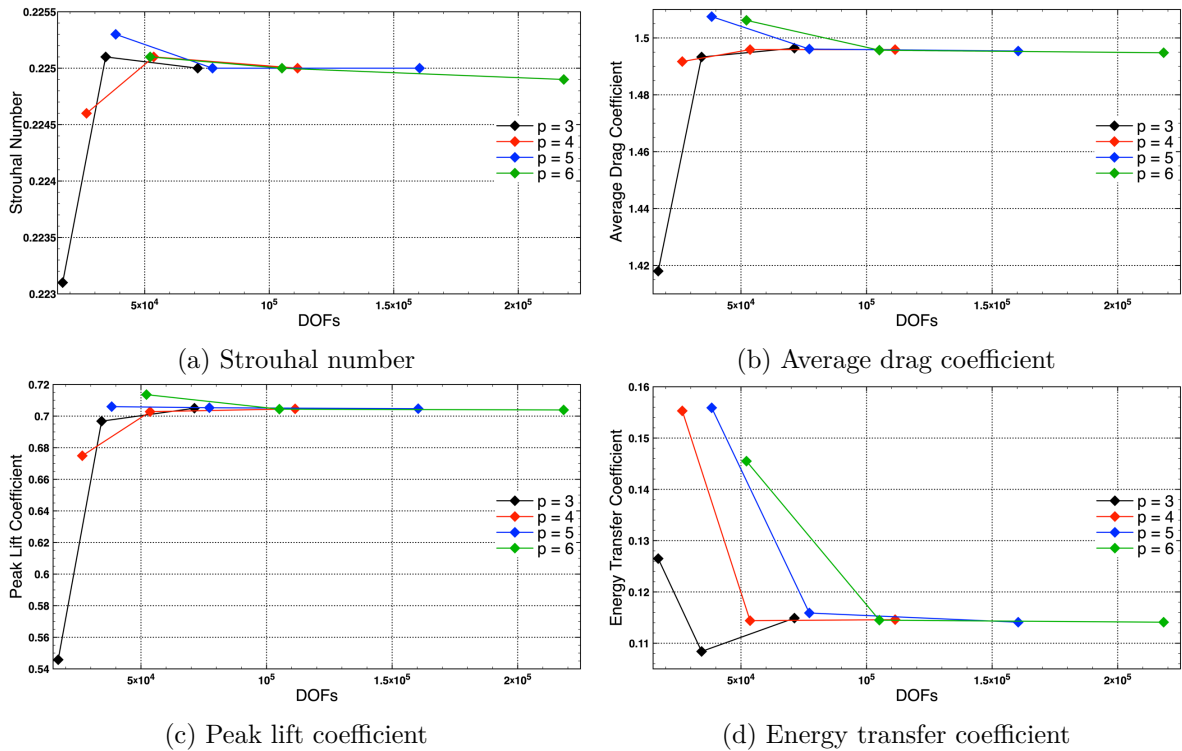 0.2255
0.225
0.2245
0.224
0.2235
0.223
Strouhal Number
5×10⁴
10⁵
1.5×10⁵
2×10⁵
DOFs
p = 3
p = 4
p = 5
p = 6
(a) Strouhal number
1.5
1.48
1.46
1.44
1.42
Average Drag Coefficient
5×10⁴
10⁵
1.5×10⁵
2×10⁵
DOFs
p = 3
p = 4
p = 5
p = 6
(b) Average drag coefficient
0.72
0.7
0.68
0.66
0.64
0.62
0.6
0.58
0.56
0.54
Peak Lift Coefficient
5×10⁴
10⁵
1.5×10⁵
2×10⁵
DOFs
p = 3
p = 4
p = 5
p = 6
(c) Peak lift coefficient
0.16
0.15
0.14
0.13
0.12
0.11
Energy Transfer Coefficient
5×10⁴
10⁵
1.5×10⁵
2×10⁵
DOFs
p = 3
p = 4
p = 5
p = 6
(d) Energy transfer coefficient